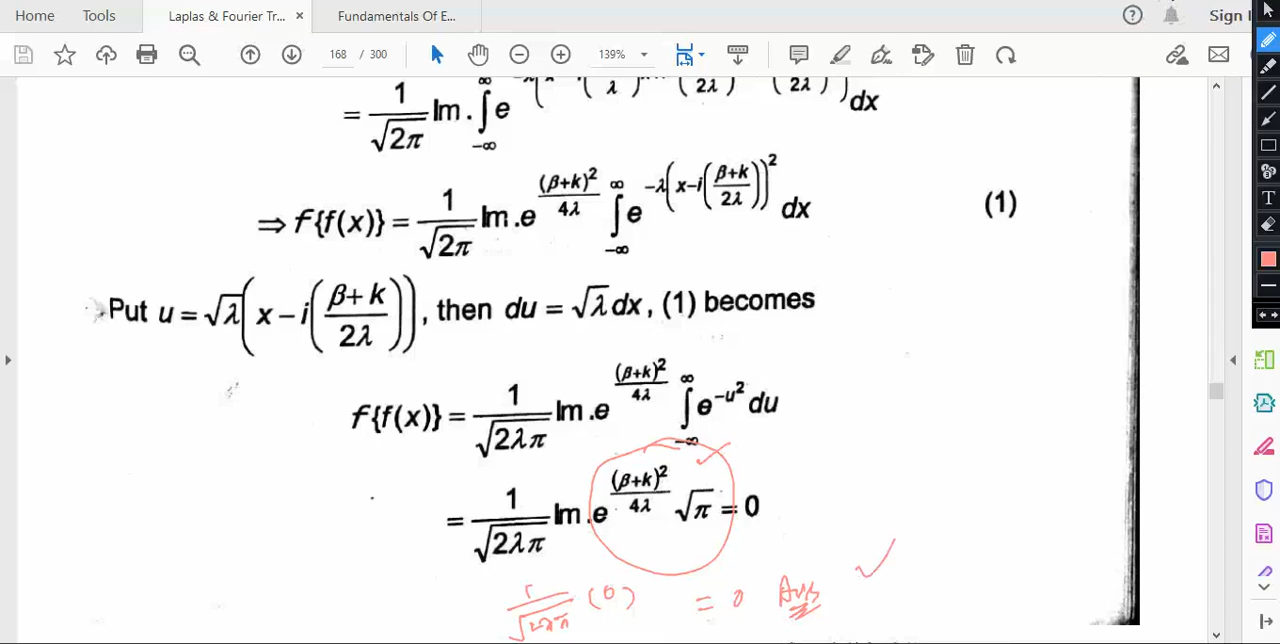 Home Tools Laplas & Fourier Tr... × Fundamentals Of E... Sign I
168 / 300 139%
= 1/√2π Im. ∫_{-∞}^{∞} e dx
⇒ f{f(x)} = 1/√2π Im.e^{(β+k)²/4λ} ∫_{-∞}^{∞} e^{-λ(x-i((β+k)/2λ))²} dx (1)
Put u = √λ(x - i((β+k)/2λ)), then du = √λ dx, (1) becomes
f{f(x)} = 1/√2λπ Im.e^{(β+k)²/4λ} ∫_{-∞}^{∞} e^{-u²} du
= 1/√2λπ Im.e^{(β+k)²/4λ} √π = 0
1/√2λπ (0) = 0 Ans